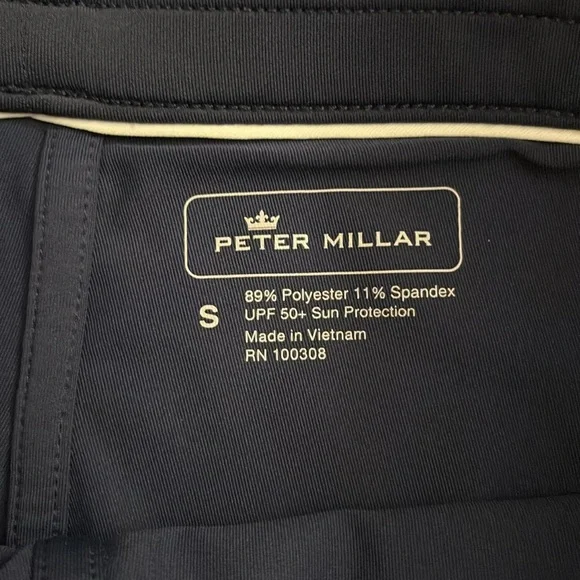 PETER MILLAR
S
89% Polyester 11% Spandex
UPF 50+ Sun Protection
Made in Vietnam
RN 100308